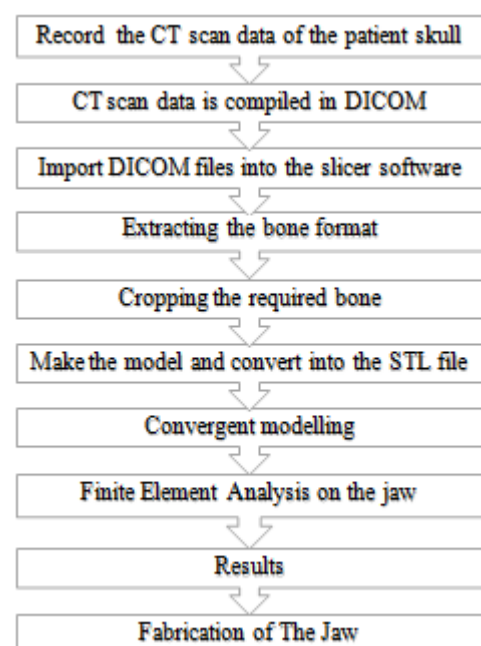 Record the CT scan data of the patient skull
CT scan data is compiled in DICOM
Import DICOM files into the slicer software
Extracting the bone format
Cropping the required bone
Make the model and convert into the STL file
Convergent modelling
Finite Element Analysis on the jaw
Results
Fabrication of The Jaw